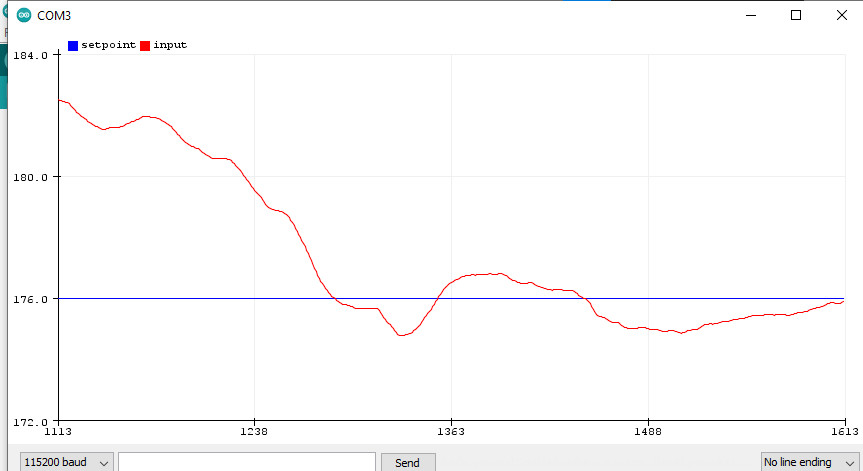 COM3
setpoint input
184.0
180.0
176.0
172.0
1113 1238 1363 1488 1613
115200 baud Send No line ending